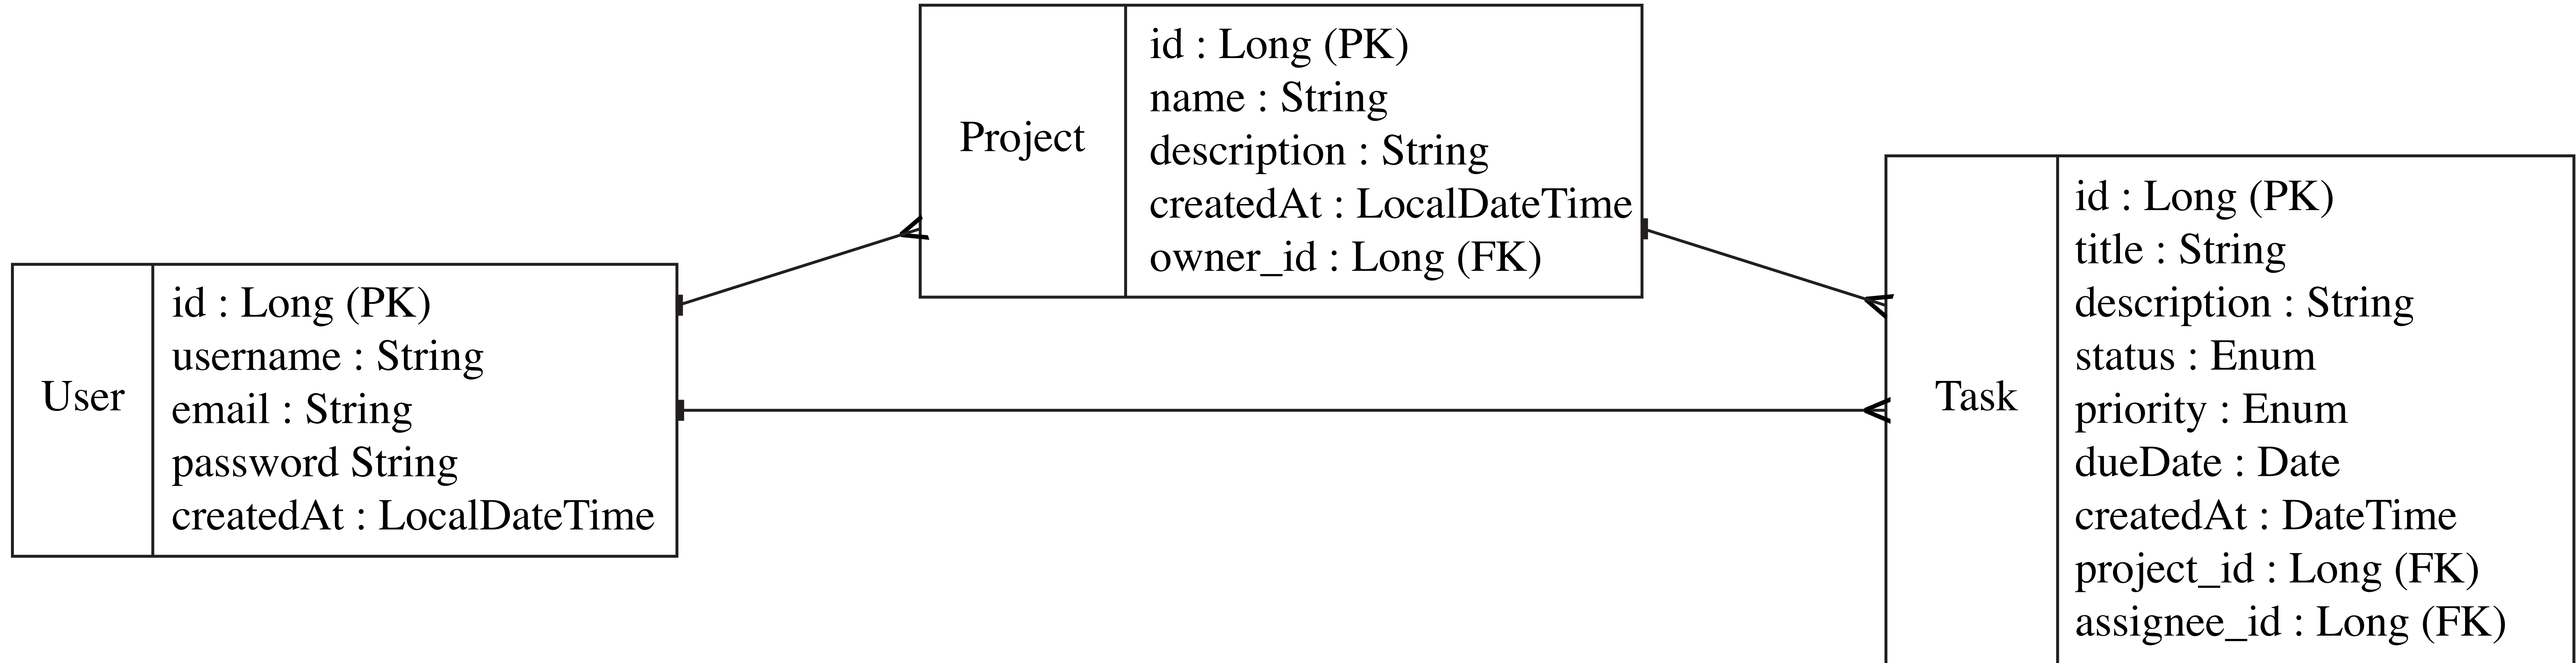 User
id : Long (PK)
username : String
email : String
password String
createdAt : LocalDateTime
Project
id : Long (PK)
name : String
description : String
createdAt : LocalDateTime
owner_id : Long (FK)
Task
id : Long (PK)
title : String
description : String
status : Enum
priority : Enum
dueDate : Date
createdAt : DateTime
project_id : Long (FK)
assignee_id : Long (FK)